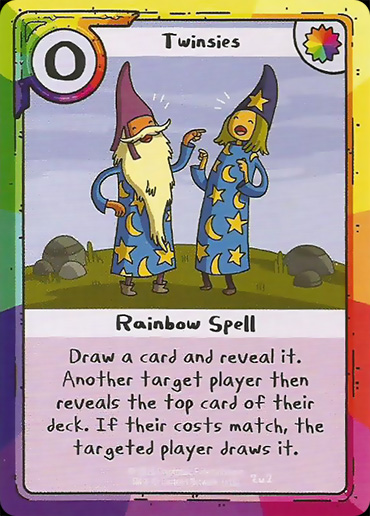 0
Twinsies
Rainbow Spell
Draw a card and reveal it.
Another target player then
reveals the top card of their
deck. If their costs match, the
targeted player draws it.